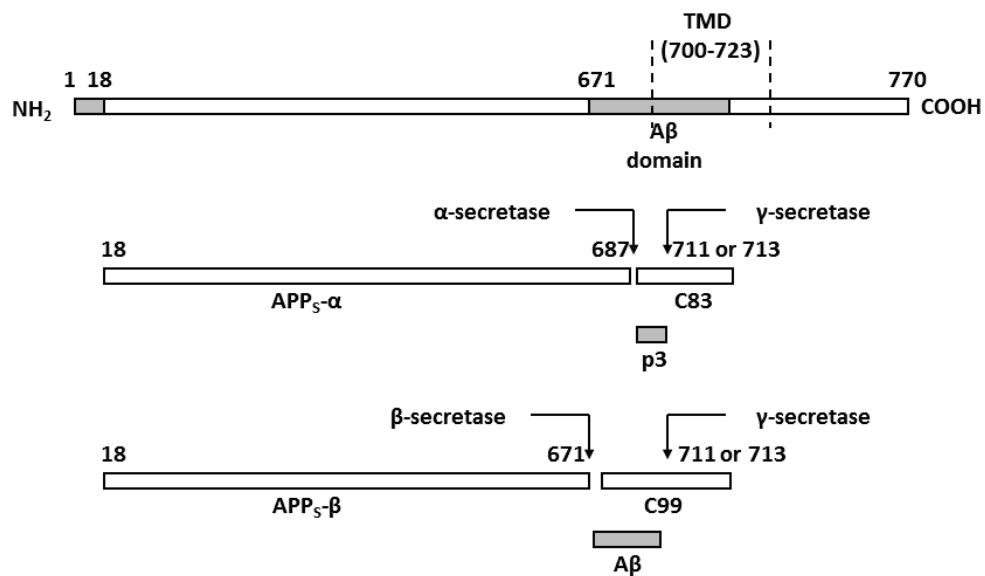 TMD
(700-723)
1 18 671 770
NH₂ COOH
Aβ
domain
α-secretase γ-secretase
18 687 711 or 713
APPₛ-α C83
p3
β-secretase γ-secretase
18 671 711 or 713
APPₛ-β C99
Aβ